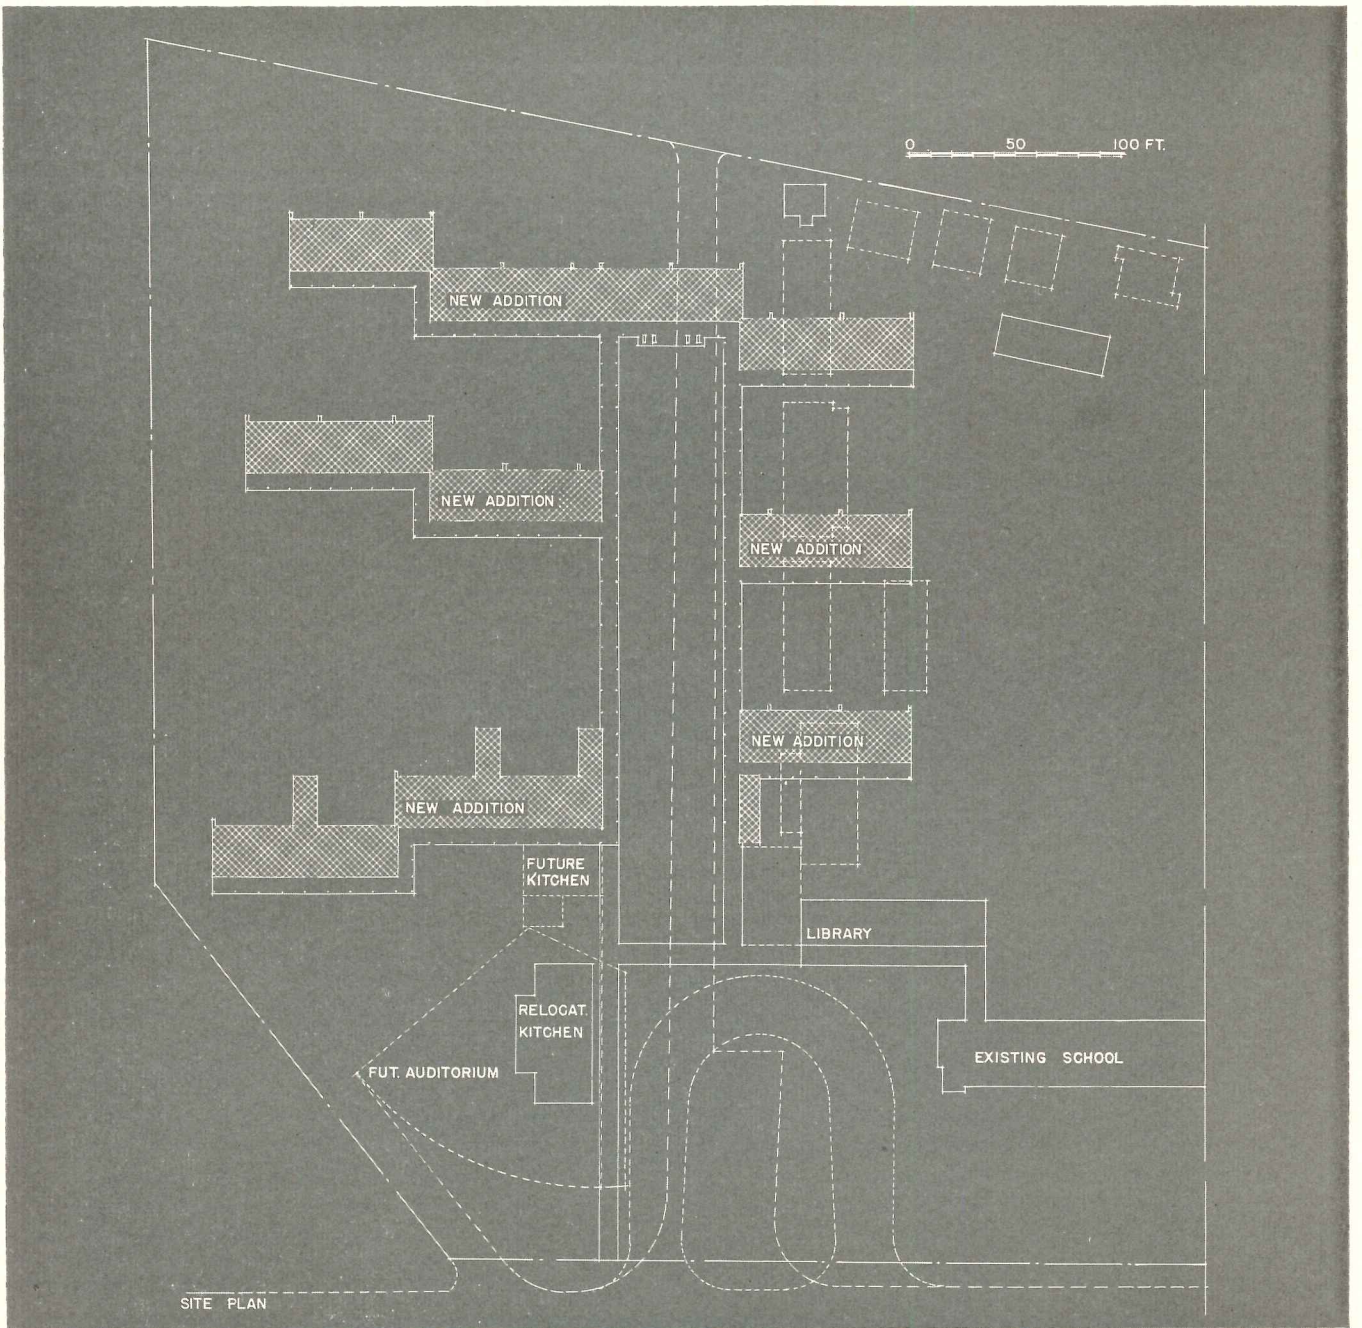 0 50 100 FT.
NEW ADDITION
NEW ADDITION
NEW ADDITION
NEW ADDITION
NEW ADDITION
FUTURE
KITCHEN
LIBRARY
RELOCAT.
KITCHEN
EXISTING SCHOOL
FUT. AUDITORIUM
SITE PLAN